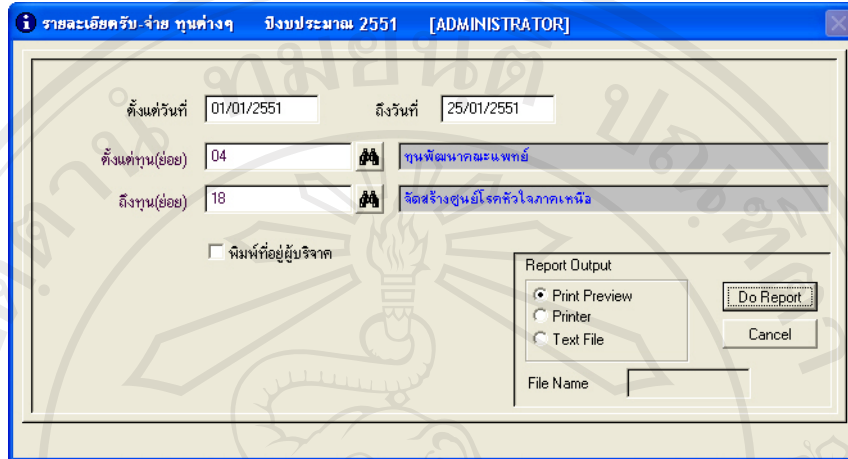 รายละเอียดรับ-จ่าย ทุนต่างๆ ปีงบประมาณ 2551 [ADMINISTRATOR]
ตั้งแต่วันที่ 01/01/2551 ถึงวันที่ 25/01/2551
ตั้งแต่ทุน(ย่อย) 04 ทุนพัฒนาคณะแพทย์
ถึงทุน(ย่อย) 18 จัดสร้างศูนย์โรคหัวใจภาคเหนือ
พิมพ์ที่อยู่ผู้บริจาค
Report Output
Print Preview
Do Report
Printer
Text File
Cancel
File Name